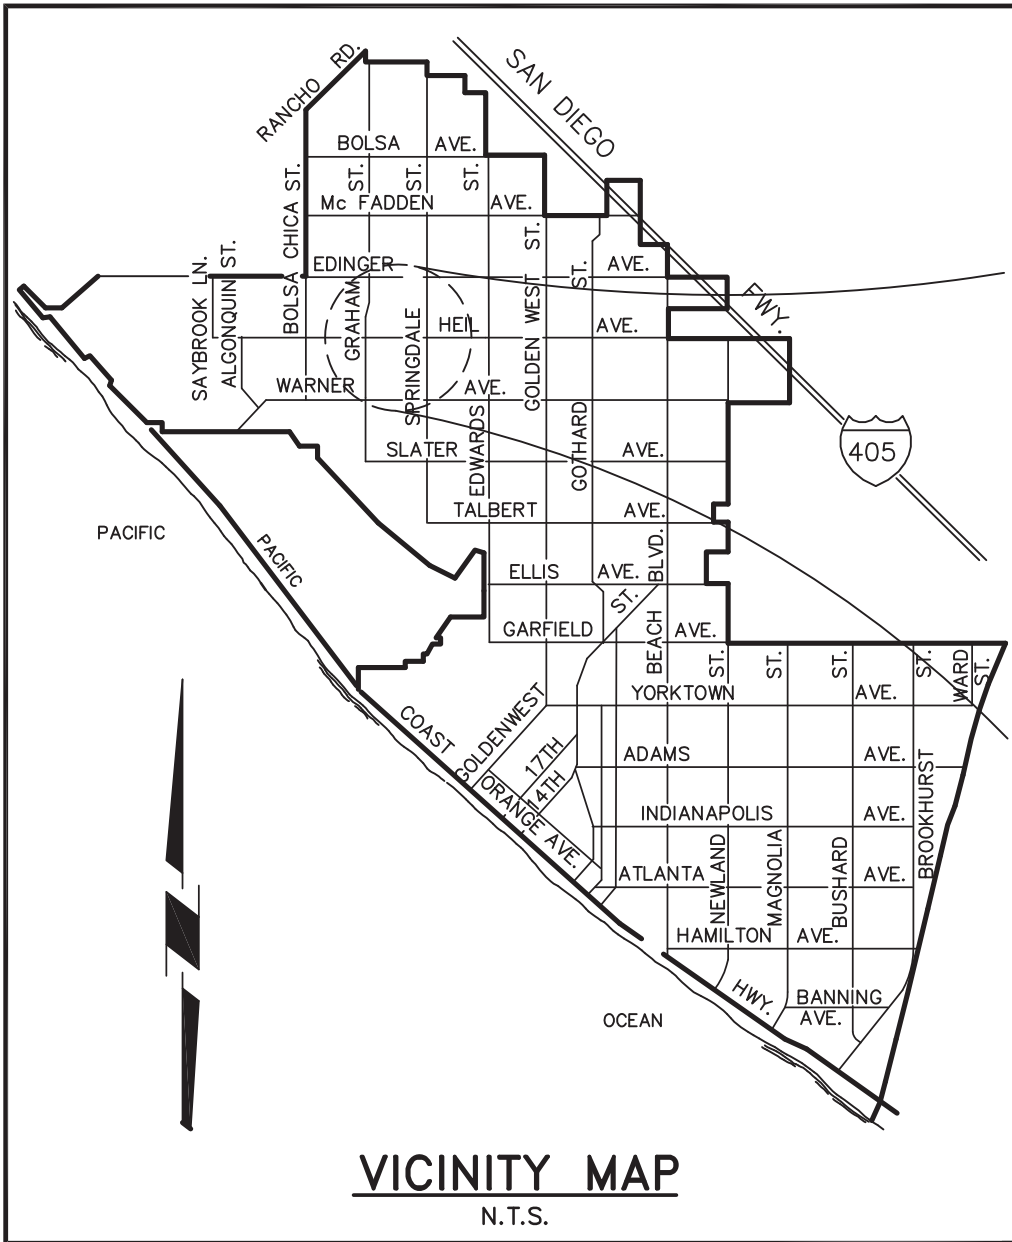 RANCHO RD.
SAN DIEGO
FWY.
405
BOLSA AVE.
Mc FADDEN AVE.
EDINGER AVE.
HEIL AVE.
WARNER AVE.
SLATER AVE.
TALBERT AVE.
ELLIS AVE.
GARFIELD AVE.
YORKTOWN AVE.
ADAMS AVE.
INDIANAPOLIS AVE.
ATLANTA AVE.
HAMILTON AVE.
BANNING
AVE.
SAYBROOK LN.
ALGONQUIN ST.
BOLSA CHICA ST.
GRAHAM ST.
SPRINGDALE ST.
EDWARDS ST.
GOLDEN WEST ST.
GOTHARD ST.
BEACH BLVD.
NEWLAND ST.
MAGNOLIA ST.
BUSHARD ST.
BROOKHURST ST.
WARD ST.
GOLDENWEST ST.
17TH
14TH
ORANGE AVE.
PACIFIC
COAST
HWY.
PACIFIC
OCEAN
VICINITY MAP
N.T.S.